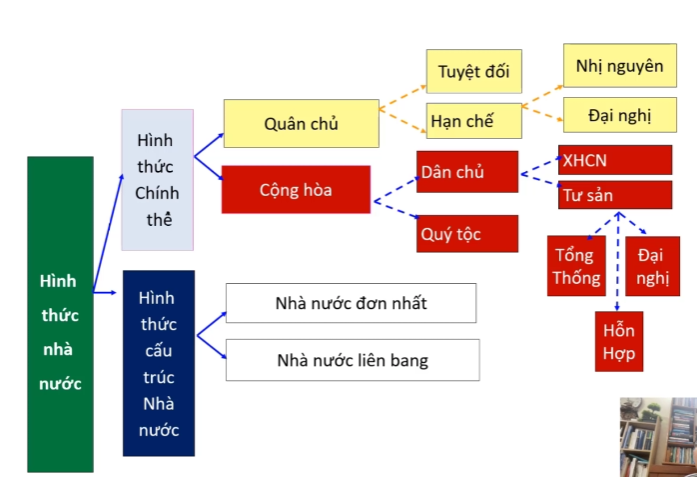 Hình
thức
nhà
nước
Hình
thức
Chính
thể
Quân chủ
Tuyệt đối
Hạn chế
Nhị nguyên
Đại nghị
Cộng hòa
Dân chủ
Quý tộc
XHCN
Tư sản
Tổng
Thống
Đại
nghị
Hỗn
Hợp
Hình
thức
cấu
trúc
Nhà
nước
Nhà nước đơn nhất
Nhà nước liên bang